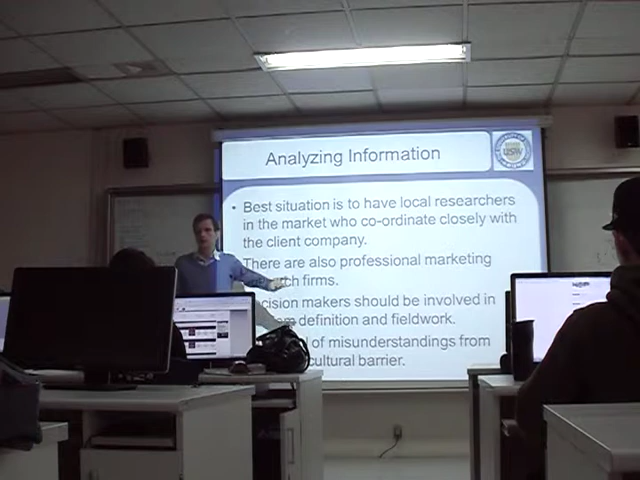 Analyzing Information
• Best situation is to have local researchers
in the market who co-ordinate closely with
the client company.
There are also professional marketing
ch firms.
cision makers should be involved in
m definition and fieldwork.
of misunderstandings from
cultural barrier.